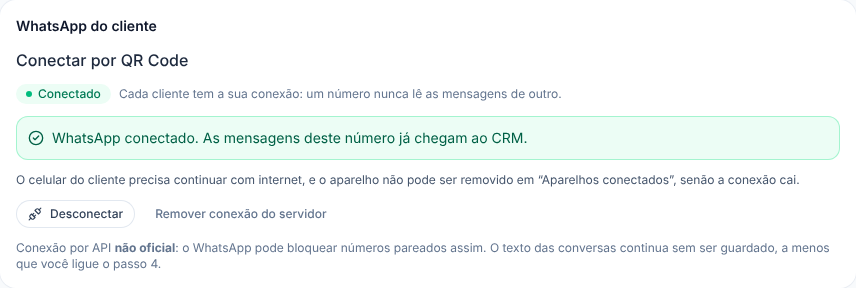 WhatsApp do cliente
Conectar por QR Code
Conectado Cada cliente tem a sua conexão: um número nunca lê as mensagens de outro.
WhatsApp conectado. As mensagens deste número já chegam ao CRM.
O celular do cliente precisa continuar com internet, e o aparelho não pode ser removido em “Aparelhos conectados”, senão a conexão cai.
Desconectar Remover conexão do servidor
Conexão por API não oficial: o WhatsApp pode bloquear números pareados assim. O texto das conversas continua sem ser guardado, a menos
que você ligue o passo 4.